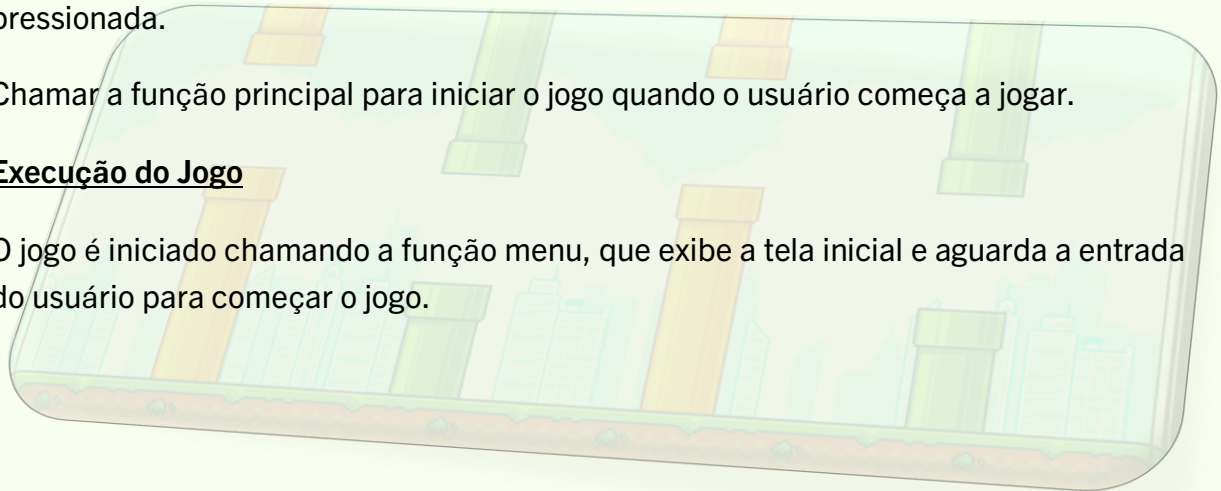 pressionada.
Chamar a função principal para iniciar o jogo quando o usuário começa a jogar.
Execução do Jogo
O jogo é iniciado chamando a função menu, que exibe a tela inicial e aguarda a entrada
do usuário para começar o jogo.